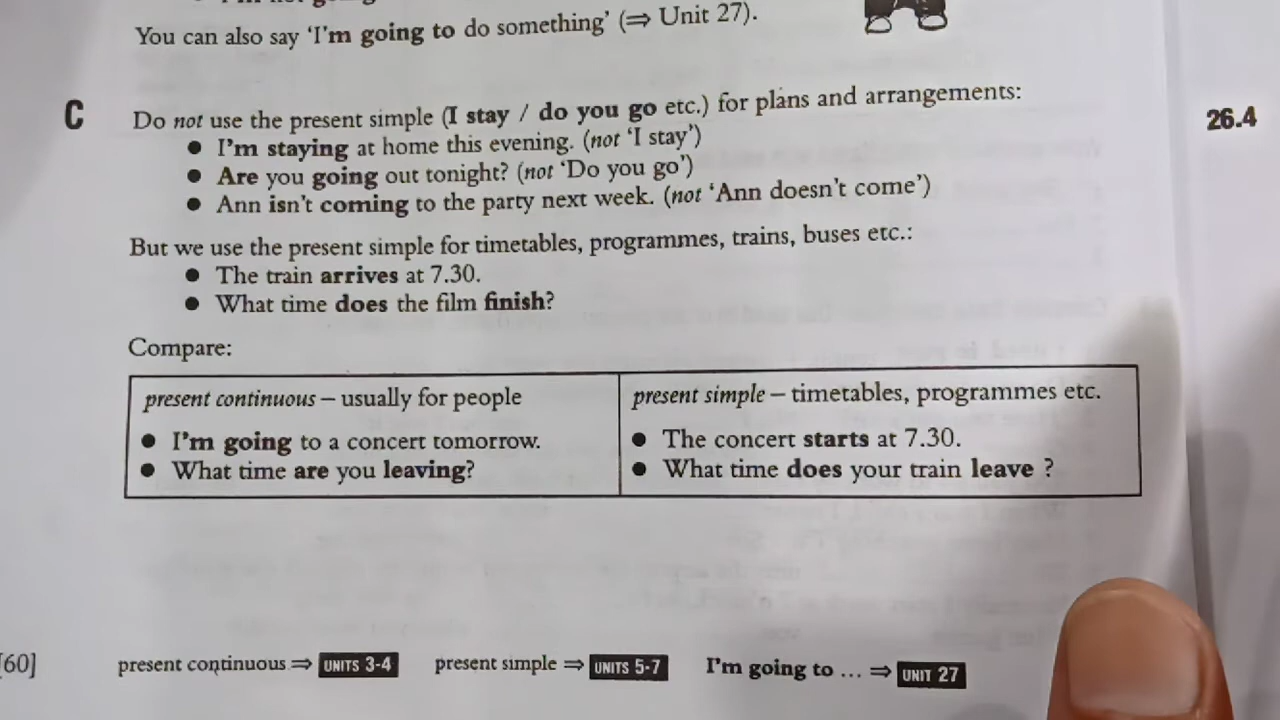 You can also say 'I'm going to do something' (⇒ Unit 27).
C
Do not use the present simple (I stay / do you go etc.) for plans and arrangements:
● I'm staying at home this evening. (not 'I stay')
● Are you going out tonight? (not 'Do you go')
● Ann isn't coming to the party next week. (not 'Ann doesn't come')
But we use the present simple for timetables, programmes, trains, buses etc.:
● The train arrives at 7.30.
● What time does the film finish?
Compare:
present continuous – usually for people
● I'm going to a concert tomorrow.
● What time are you leaving?
present simple – timetables, programmes etc.
● The concert starts at 7.30.
● What time does your train leave ?
[60]
present continuous ⇒ UNITS 3-4
present simple ⇒ UNITS 5-7
I'm going to ... ⇒ UNIT 27
26.4